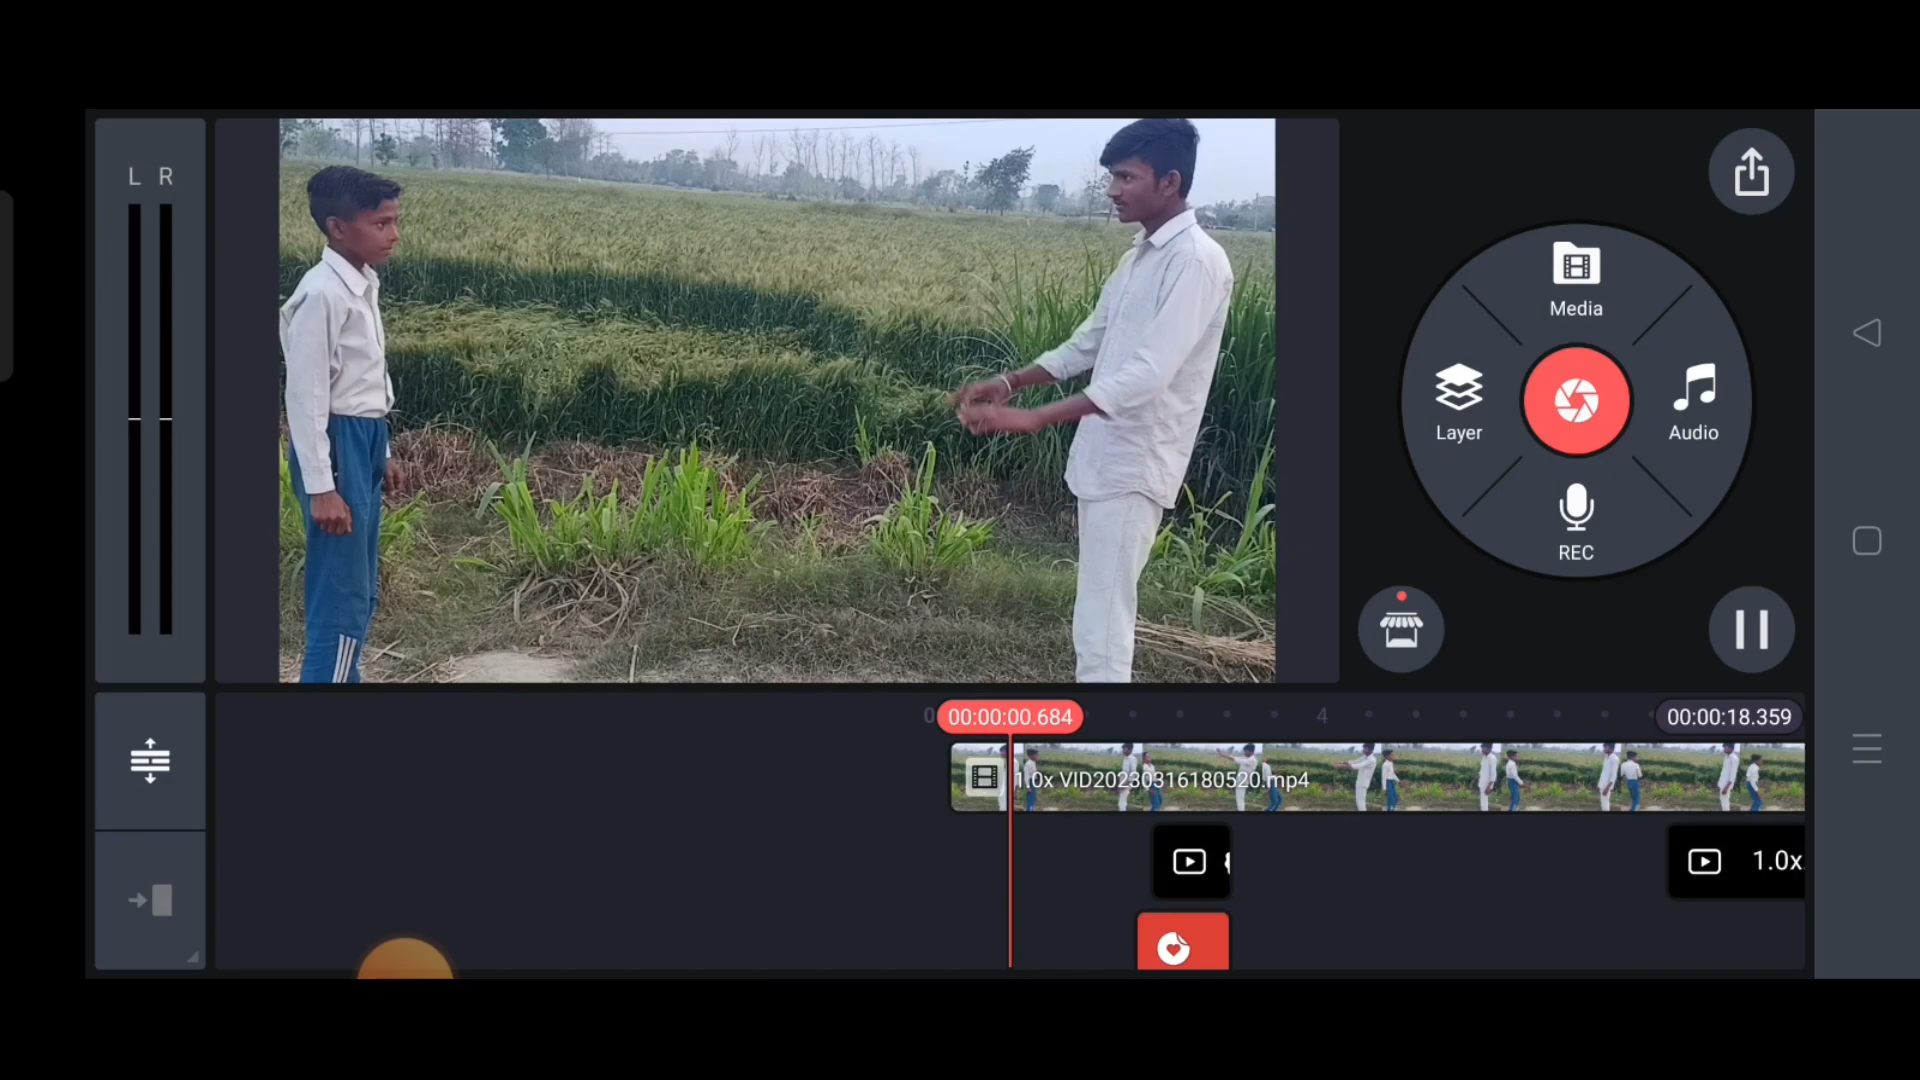 L R
Media
Layer
Audio
REC
0 00:00:00.684 4 00:00:18.359
1.0x VID20230316180520.mp4
1.0x